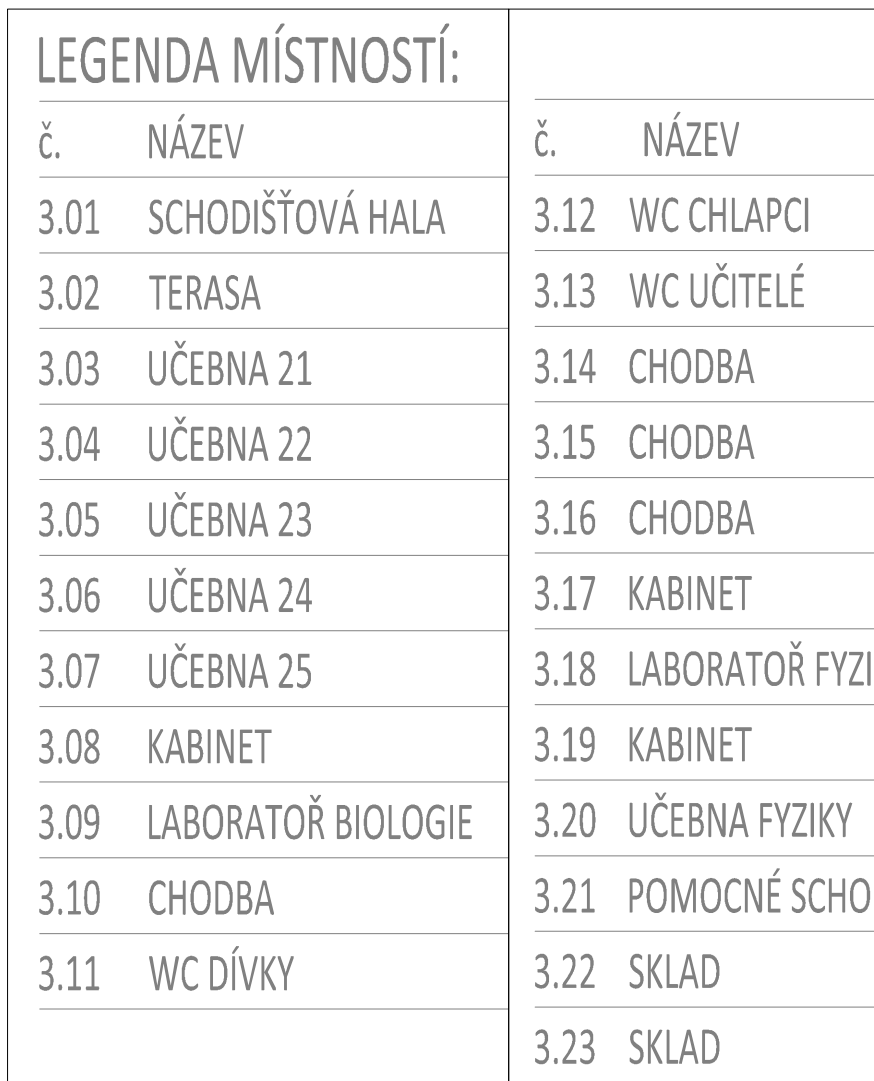 LEGENDA MÍSTNOSTÍ:
č. NÁZEV
3.01 SCHODIŠŤOVÁ HALA
3.02 TERASA
3.03 UČEBNA 21
3.04 UČEBNA 22
3.05 UČEBNA 23
3.06 UČEBNA 24
3.07 UČEBNA 25
3.08 KABINET
3.09 LABORATOŘ BIOLOGIE
3.10 CHODBA
3.11 WC DÍVKY
č. NÁZEV
3.12 WC CHLAPCI
3.13 WC UČITELÉ
3.14 CHODBA
3.15 CHODBA
3.16 CHODBA
3.17 KABINET
3.18 LABORATOŘ FYZI
3.19 KABINET
3.20 UČEBNA FYZIKY
3.21 POMOCNÉ SCHO
3.22 SKLAD
3.23 SKLAD